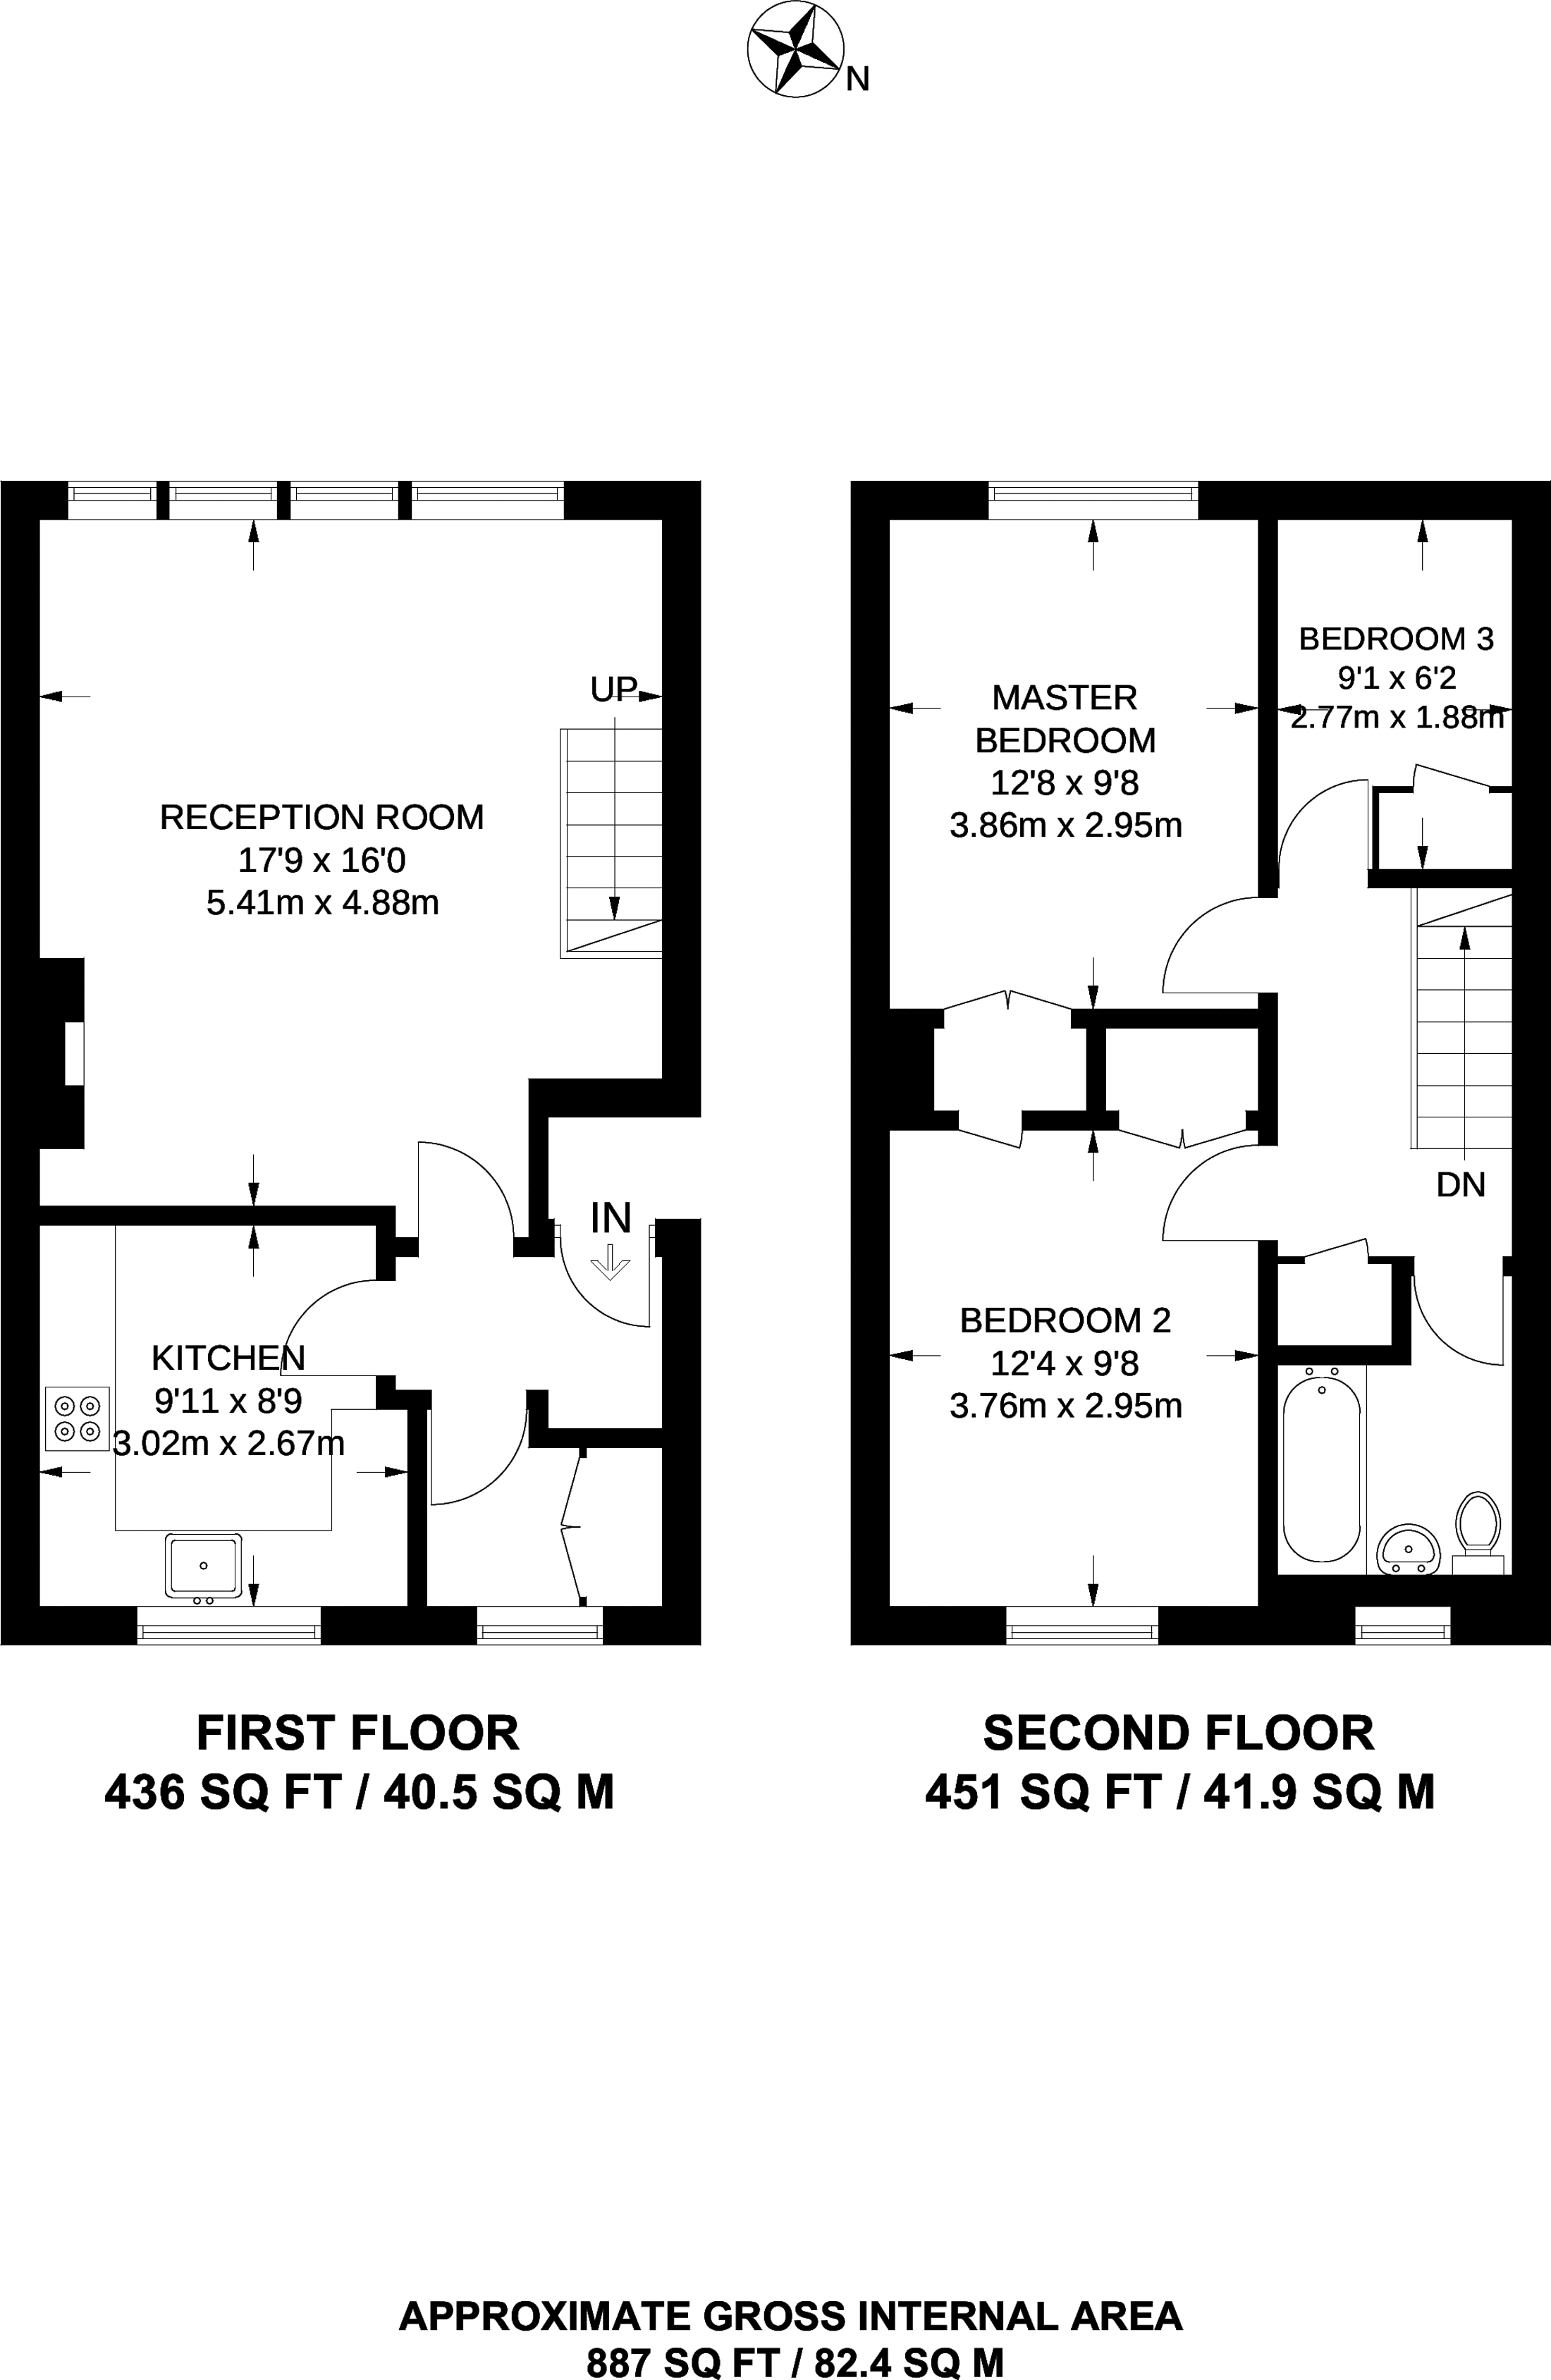 N
UP
RECEPTION ROOM
17'9 x 16'0
5.41m x 4.88m
IN
KITCHEN
9'11 x 8'9
3.02m x 2.67m
FIRST FLOOR
436 SQ FT / 40.5 SQ M
MASTER
BEDROOM
12'8 x 9'8
3.86m x 2.95m
BEDROOM 3
9'1 x 6'2
2.77m x 1.88m
DN
BEDROOM 2
12'4 x 9'8
3.76m x 2.95m
SECOND FLOOR
451 SQ FT / 41.9 SQ M
APPROXIMATE GROSS INTERNAL AREA
887 SQ FT / 82.4 SQ M